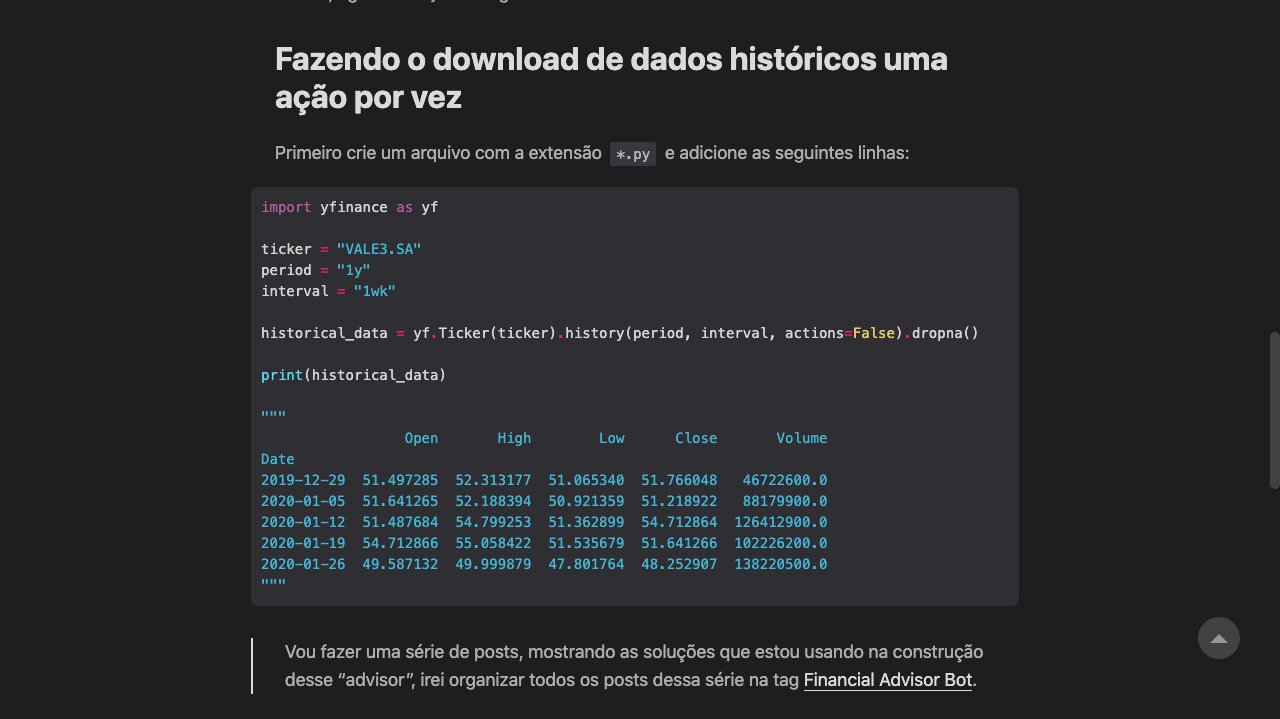 Fazendo o download de dados históricos uma
ação por vez
Primeiro crie um arquivo com a extensão *.py e adicione as seguintes linhas:
import yfinance as yf
ticker = "VALE3.SA"
period = "1y"
interval = "1wk"
historical_data = yf.Ticker(ticker).history(period, interval, actions=False).dropna()
print(historical_data)
"""
Open High Low Close Volume
Date
2019-12-29 51.497285 52.313177 51.065340 51.766048 46722600.0
2020-01-05 51.641265 52.188394 50.921359 51.218922 88179900.0
2020-01-12 51.487684 54.799253 51.362899 54.712864 126412900.0
2020-01-19 54.712866 55.058422 51.535679 51.641266 102226200.0
2020-01-26 49.587132 49.999879 47.801764 48.252907 138220500.0
"""
Vou fazer uma série de posts, mostrando as soluções que estou usando na construção
desse “advisor”, irei organizar todos os posts dessa série na tag Financial Advisor Bot.